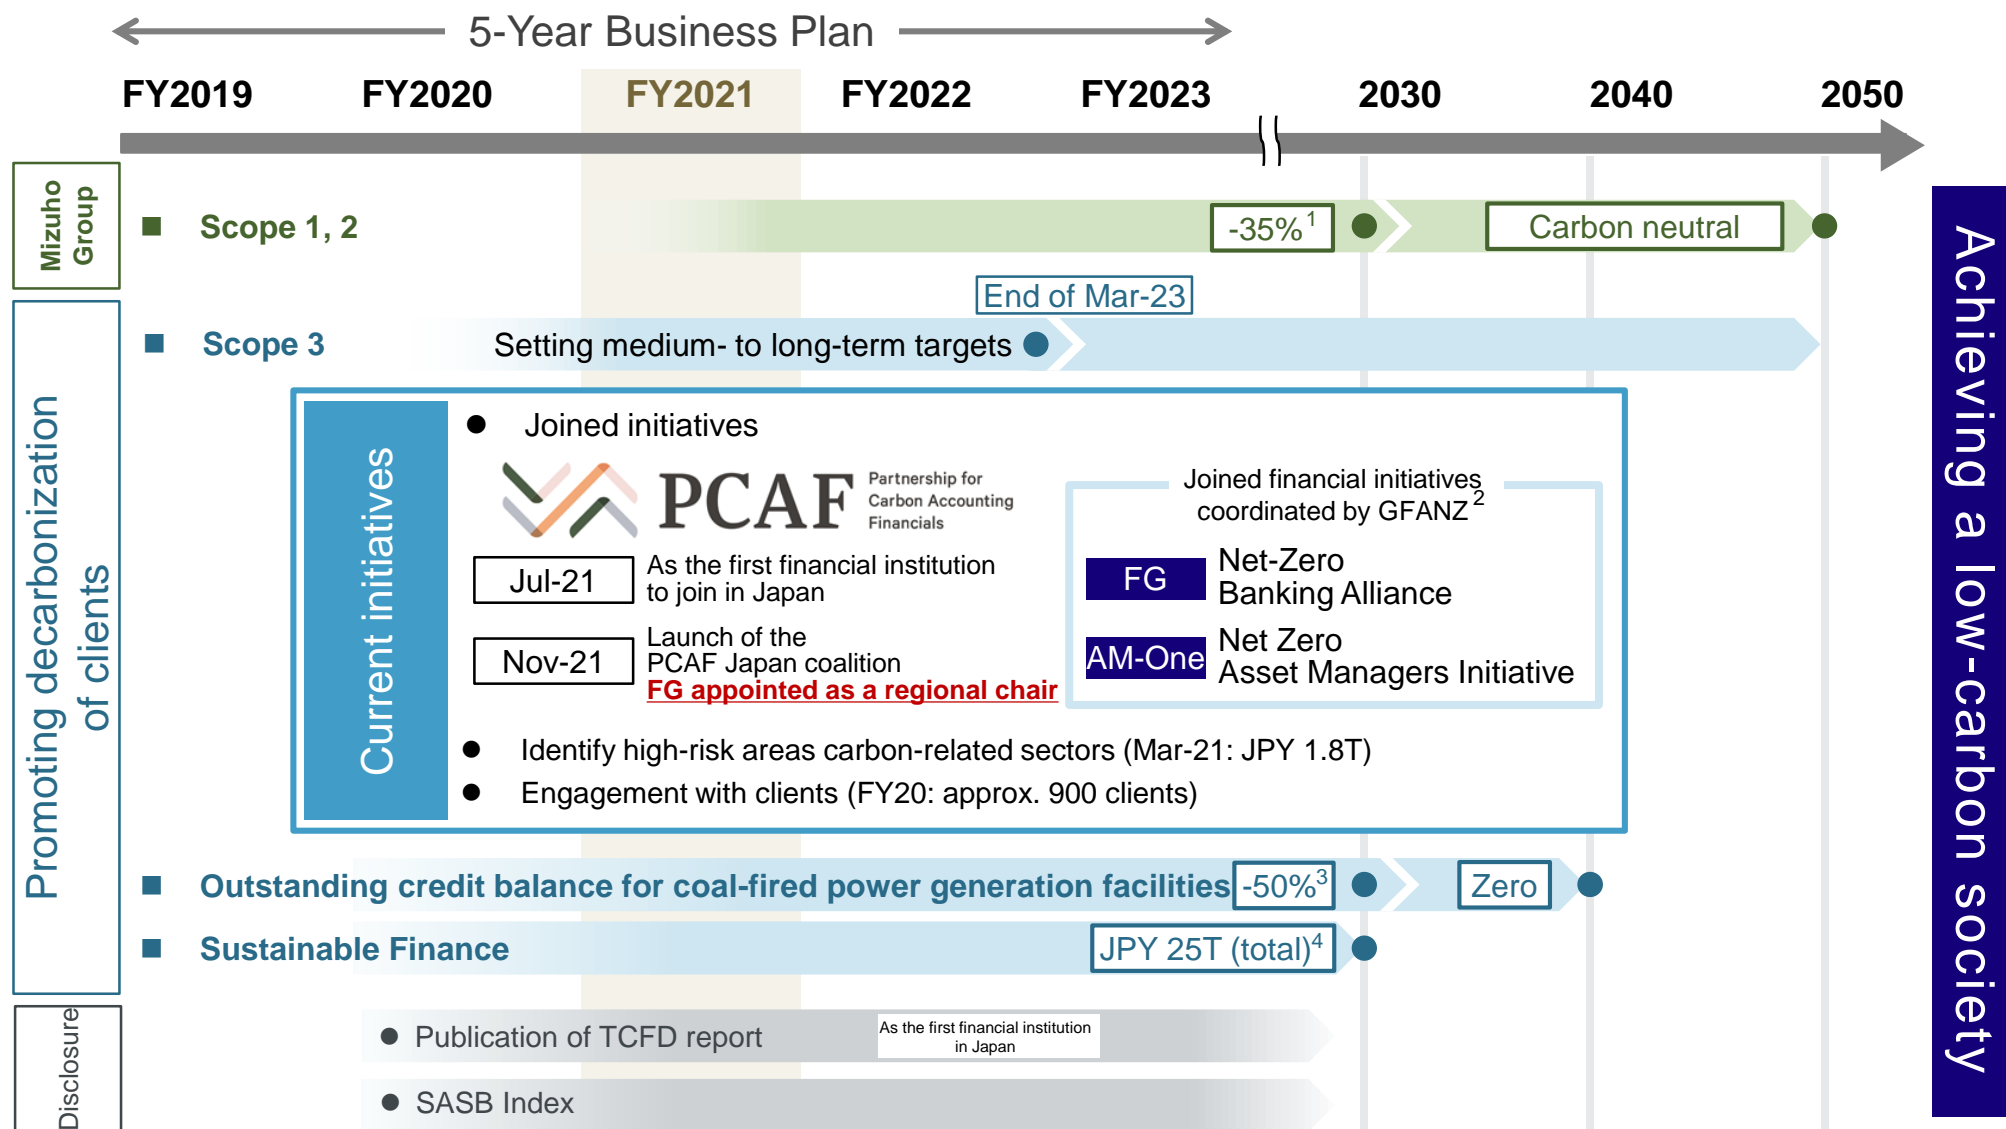 5-Year Business Plan
FY2019 FY2020 FY2021 FY2022 FY2023 2030 2040 2050
Mizuho
Group
■ Scope 1, 2
-35%1
Carbon neutral
End of Mar-23
■ Scope 3
Setting medium- to long-term targets
Promoting decarbonization
of clients
Current initiatives
● Joined initiatives
PCAF
Partnership for
Carbon Accounting
Financials
Jul-21
As the first financial institution
to join in Japan
Nov-21
Launch of the
PCAF Japan coalition
FG appointed as a regional chair
Joined financial initiatives
coordinated by GFANZ2
FG
Net-Zero
Banking Alliance
AM-One
Net Zero
Asset Managers Initiative
● Identify high-risk areas carbon-related sectors (Mar-21: JPY 1.8T)
● Engagement with clients (FY20: approx. 900 clients)
■ Outstanding credit balance for coal-fired power generation facilities
-50%3
Zero
■ Sustainable Finance
JPY 25T (total)4
Disclosure
● Publication of TCFD report
As the first financial institution
in Japan
● SASB Index
Achieving a low-carbon society